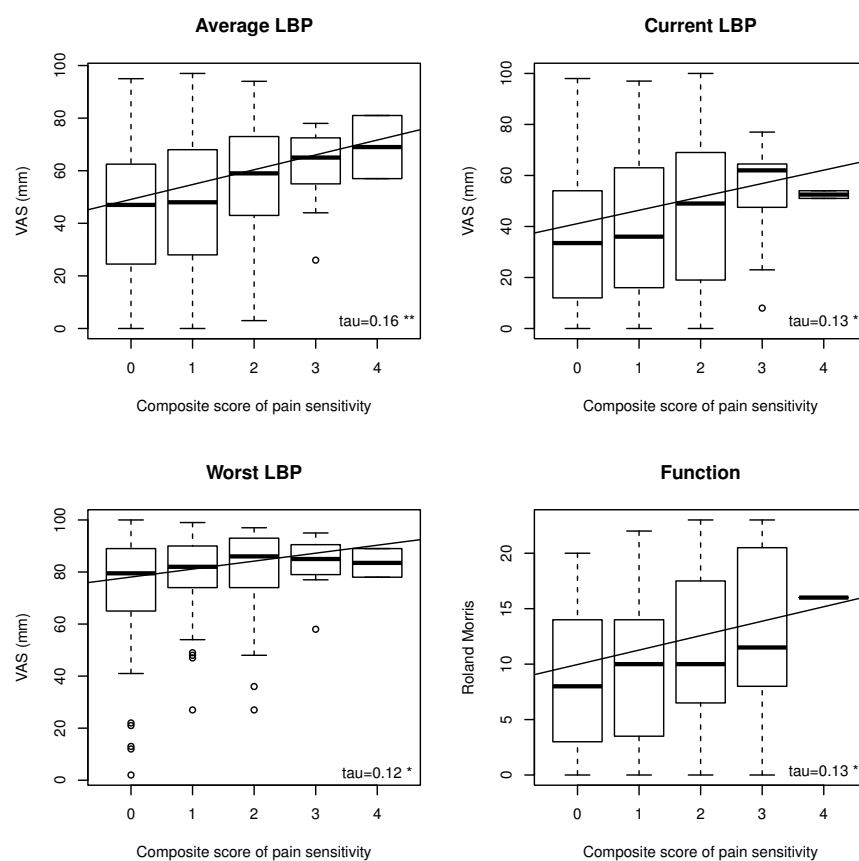 Average LBP
VAS (mm)
100
80
60
40
20
0
tau=0.16 **
0 1 2 3 4
Composite score of pain sensitivity
Current LBP
VAS (mm)
100
80
60
40
20
0
tau=0.13 *
0 1 2 3 4
Composite score of pain sensitivity
Worst LBP
VAS (mm)
100
80
60
40
20
0
tau=0.12 *
0 1 2 3 4
Composite score of pain sensitivity
Function
Roland Morris
20
15
10
5
0
tau=0.13 *
0 1 2 3 4
Composite score of pain sensitivity